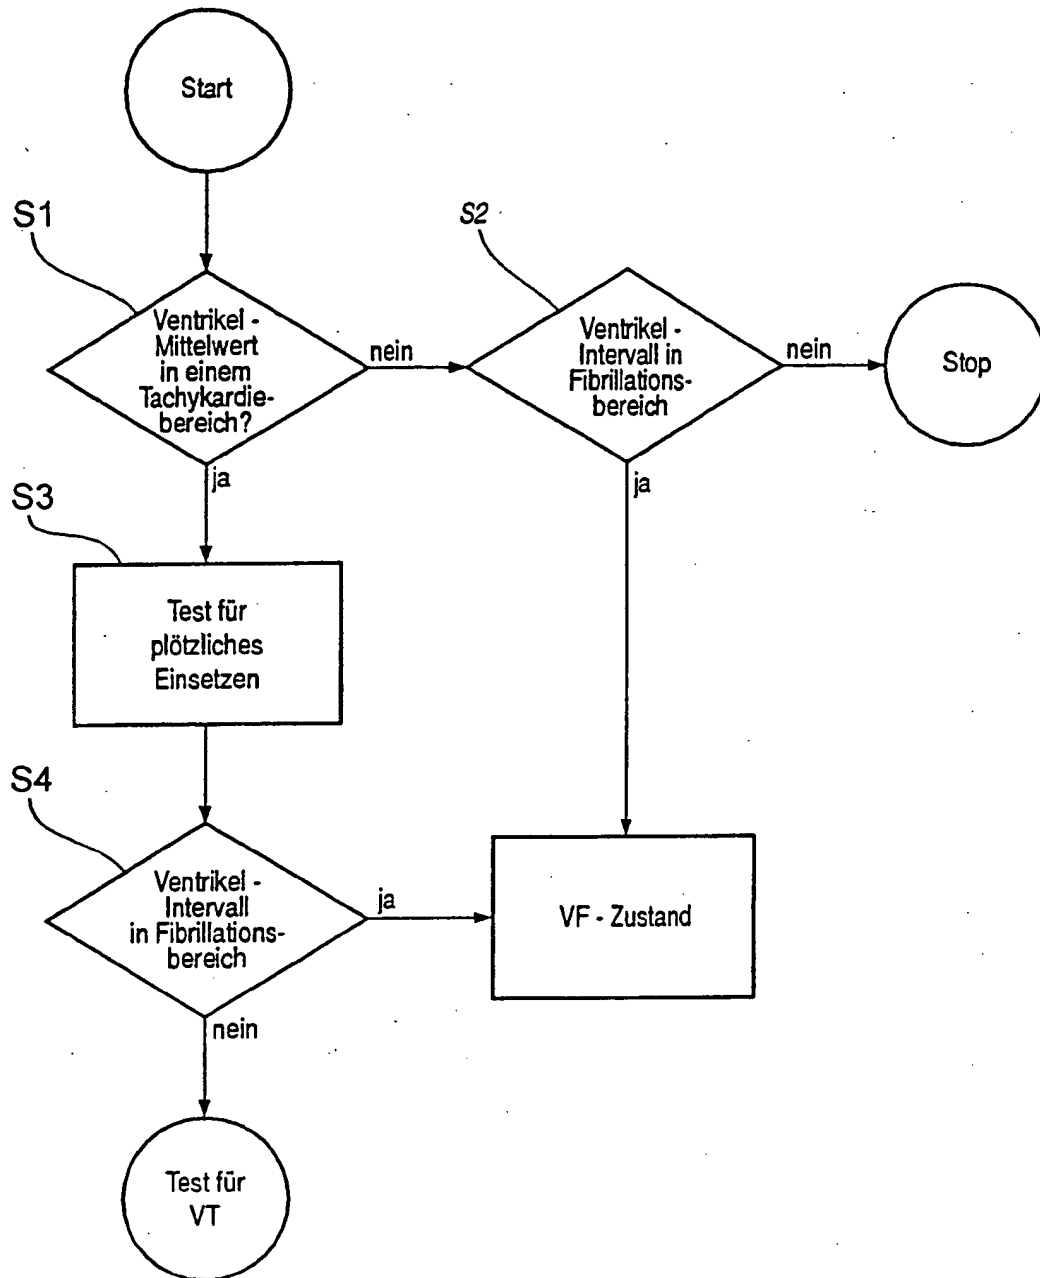 Start
S1
Ventrikel -
Mittelwert
in einem
Tachykardie-
bereich?
nein
S2
Ventrikel -
Intervall in
Fibrillations-
bereich
nein
Stop
ja
ja
S3
Test für
plötzliches
Einsetzen
S4
Ventrikel -
Intervall
in Fibrillations-
bereich
ja
VF - Zustand
nein
Test für
VT